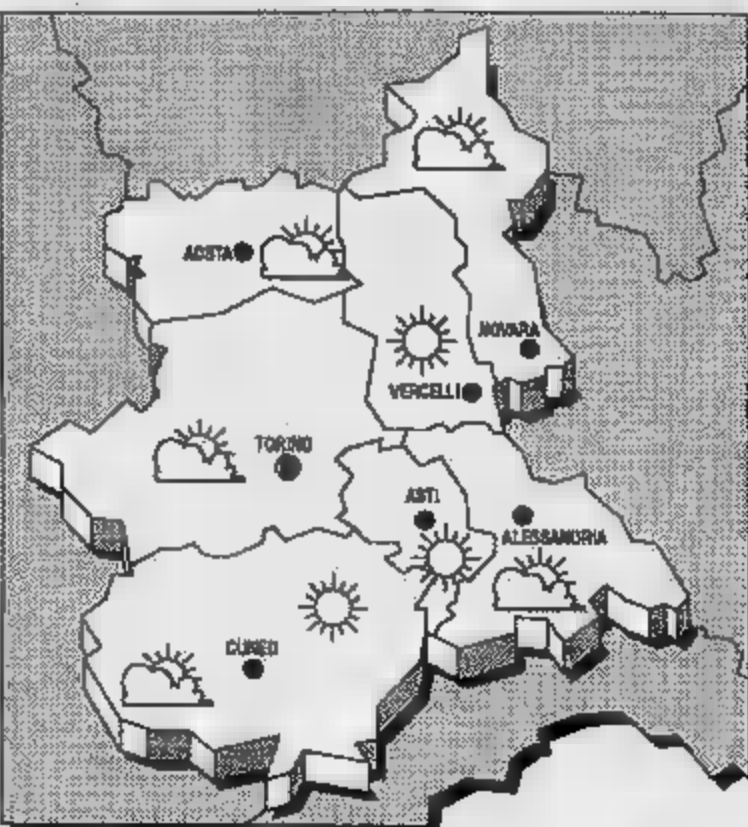 AOSTA
NOVARA
VERCELLI
TORINO
ASTI
ALESSANDRIA
CUNEO